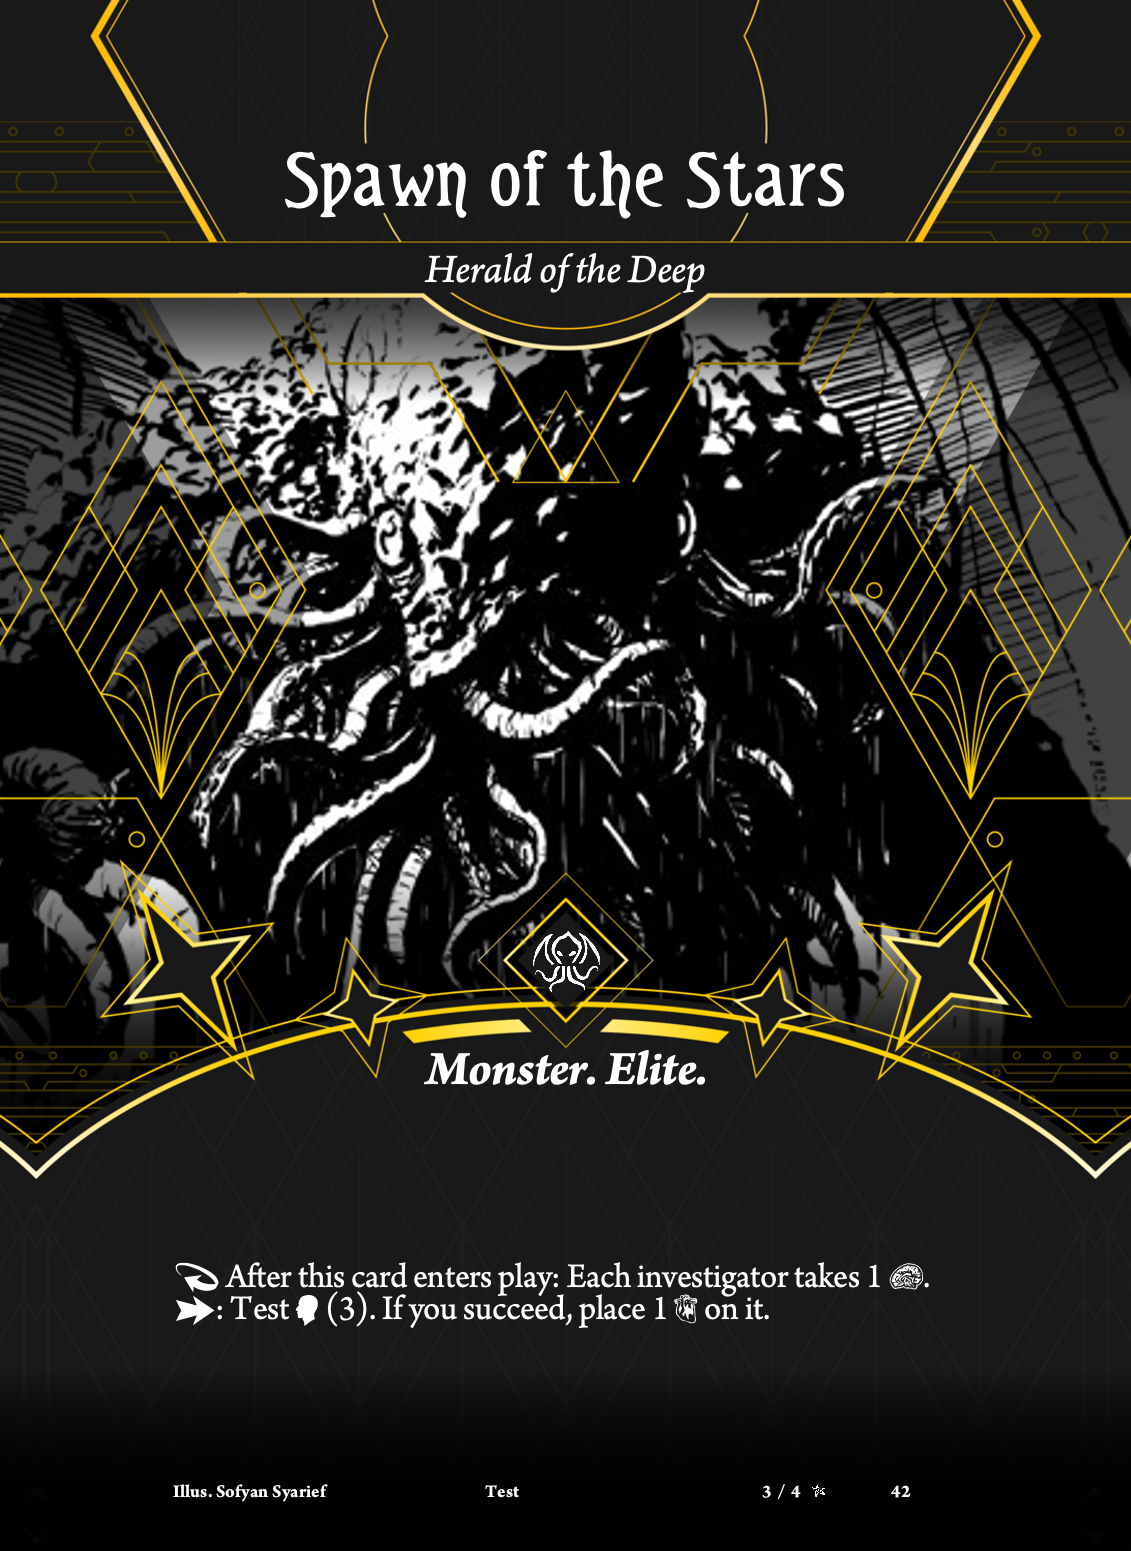 Spawn of the Stars
Herald of the Deep
Monster. Elite.
After this card enters play: Each investigator takes 1 .
: Test (3). If you succeed, place 1 on it.
Illus. Sofyan Syarief Test 3 / 4 42